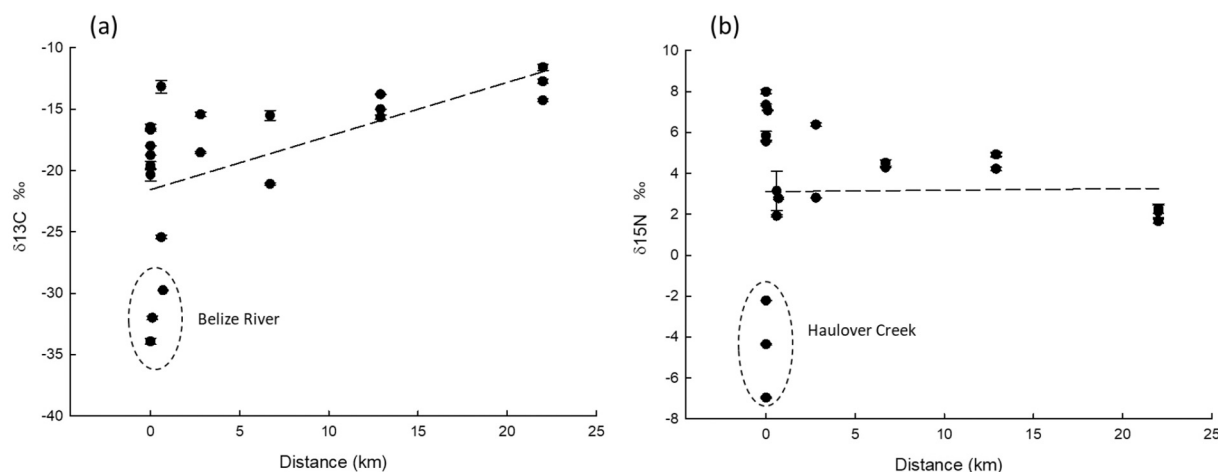 (a)
-10
-15
-20
-25
-30
-35
-40
δ13C ‰
Belize River
0 5 10 15 20 25
Distance (km)
(b)
10
8
6
4
2
0
-2
-4
-6
-8
δ15N ‰
Haulover Creek
0 5 10 15 20 25
Distance (km)